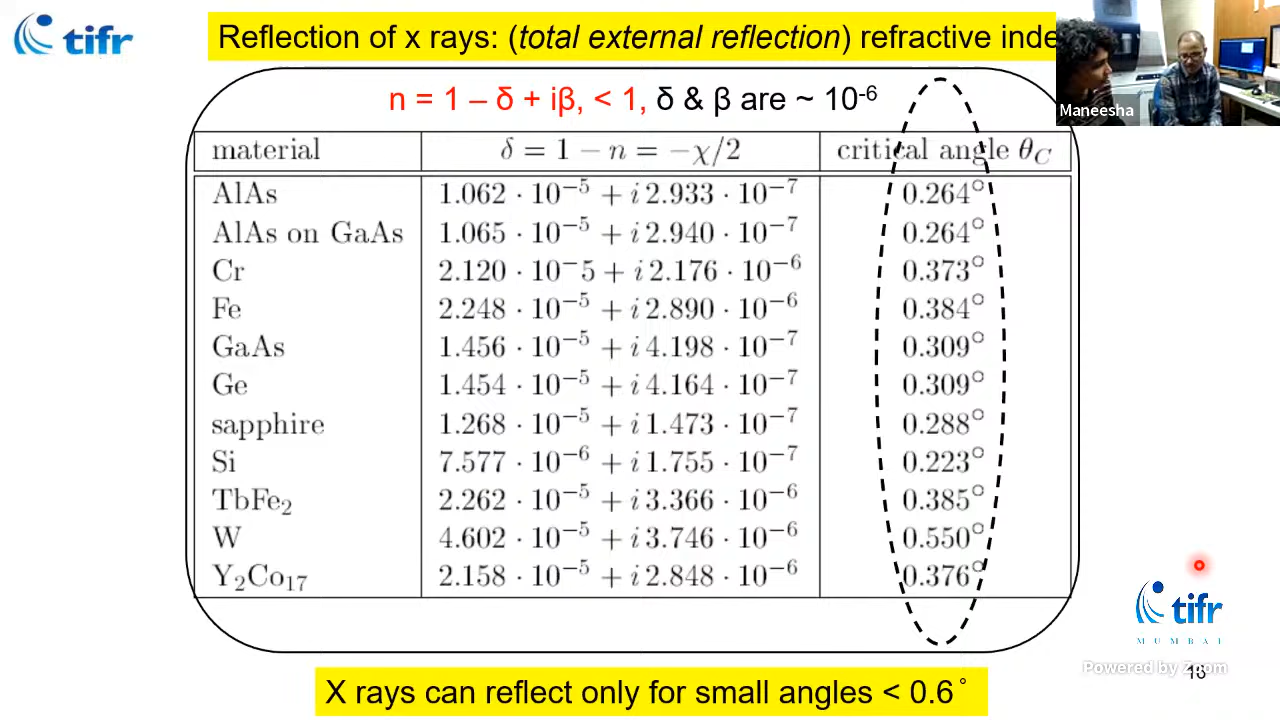 tifr
Reflection of x rays: (total external reflection) refractive inde
Maneesha
n = 1 – δ + iβ, < 1, δ & β are ~ 10⁻⁶
material δ = 1 − n = −χ/2 critical angle θ_C
AlAs 1.062 · 10⁻⁵ + i 2.933 · 10⁻⁷ 0.264°
AlAs on GaAs 1.065 · 10⁻⁵ + i 2.940 · 10⁻⁷ 0.264°
Cr 2.120 · 10⁻5 + i 2.176 · 10⁻⁶ 0.373°
Fe 2.248 · 10⁻⁵ + i 2.890 · 10⁻⁶ 0.384°
GaAs 1.456 · 10⁻⁵ + i 4.198 · 10⁻⁷ 0.309°
Ge 1.454 · 10⁻⁵ + i 4.164 · 10⁻⁷ 0.309°
sapphire 1.268 · 10⁻⁵ + i 1.473 · 10⁻⁷ 0.288°
Si 7.577 · 10⁻⁶ + i 1.755 · 10⁻⁷ 0.223°
TbFe₂ 2.262 · 10⁻⁵ + i 3.366 · 10⁻⁶ 0.385°
W 4.602 · 10⁻⁵ + i 3.746 · 10⁻⁶ 0.550°
Y₂Co₁₇ 2.158 · 10⁻⁵ + i 2.848 · 10⁻⁶ 0.376°
tifr
MUMBAI
Powered by Zoom
X rays can reflect only for small angles < 0.6°